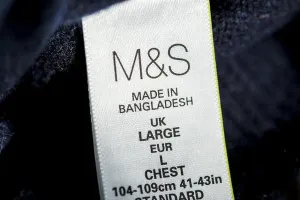 M&S
MADE IN
BANGLADESH
UK
LARGE
EUR
L
CHEST
104-109cm 41-43in
STANDARD